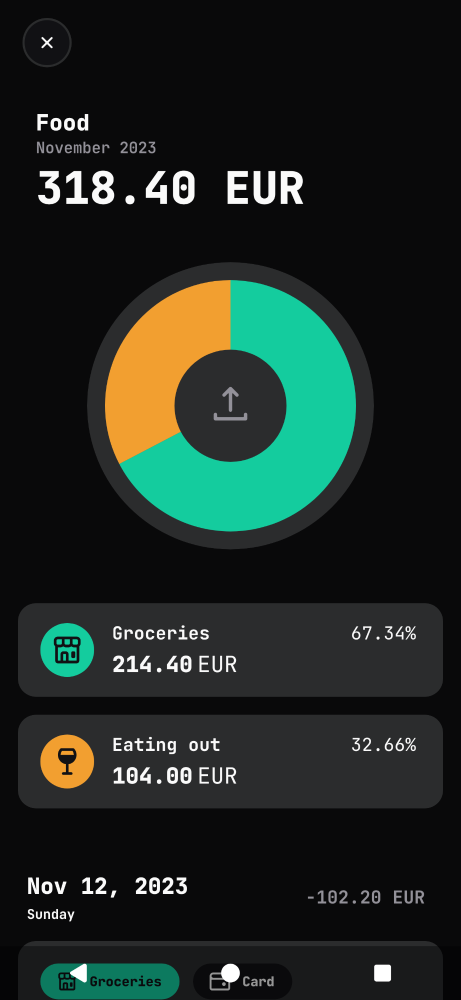 Food
November 2023
318.40 EUR
Groceries 67.34%
214.40 EUR
Eating out 32.66%
104.00 EUR
Nov 12, 2023
-102.20 EUR
Sunday
Groceries Card